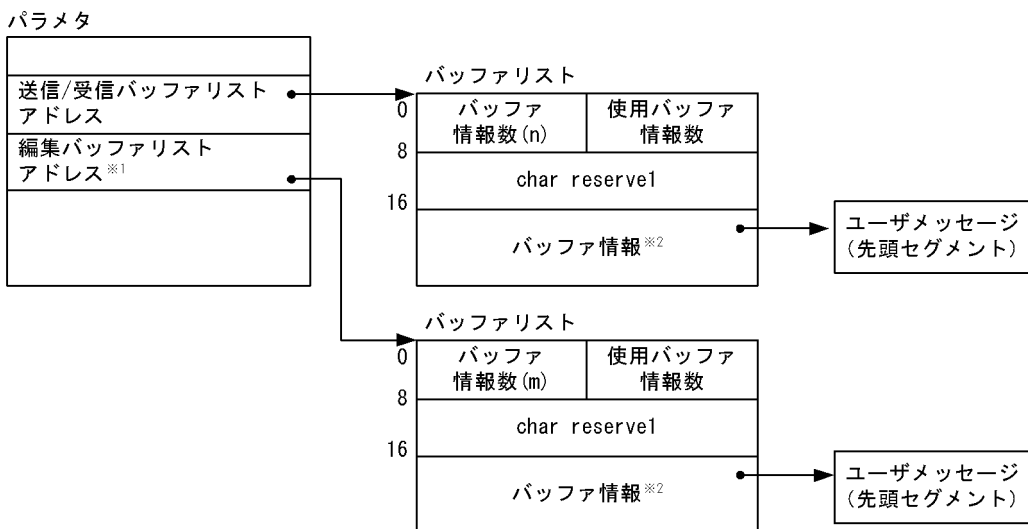 パラメタ
送信/受信バッファリスト
アドレス
編集バッファリスト
アドレス※1
バッファリスト
0
バッファ
情報数(n)
使用バッファ
情報数
8
char reserve1
16
バッファ情報※2
ユーザメッセージ
(先頭セグメント)
バッファリスト
0
バッファ
情報数(m)
使用バッファ
情報数
8
char reserve1
16
バッファ情報※2
ユーザメッセージ
(先頭セグメント)